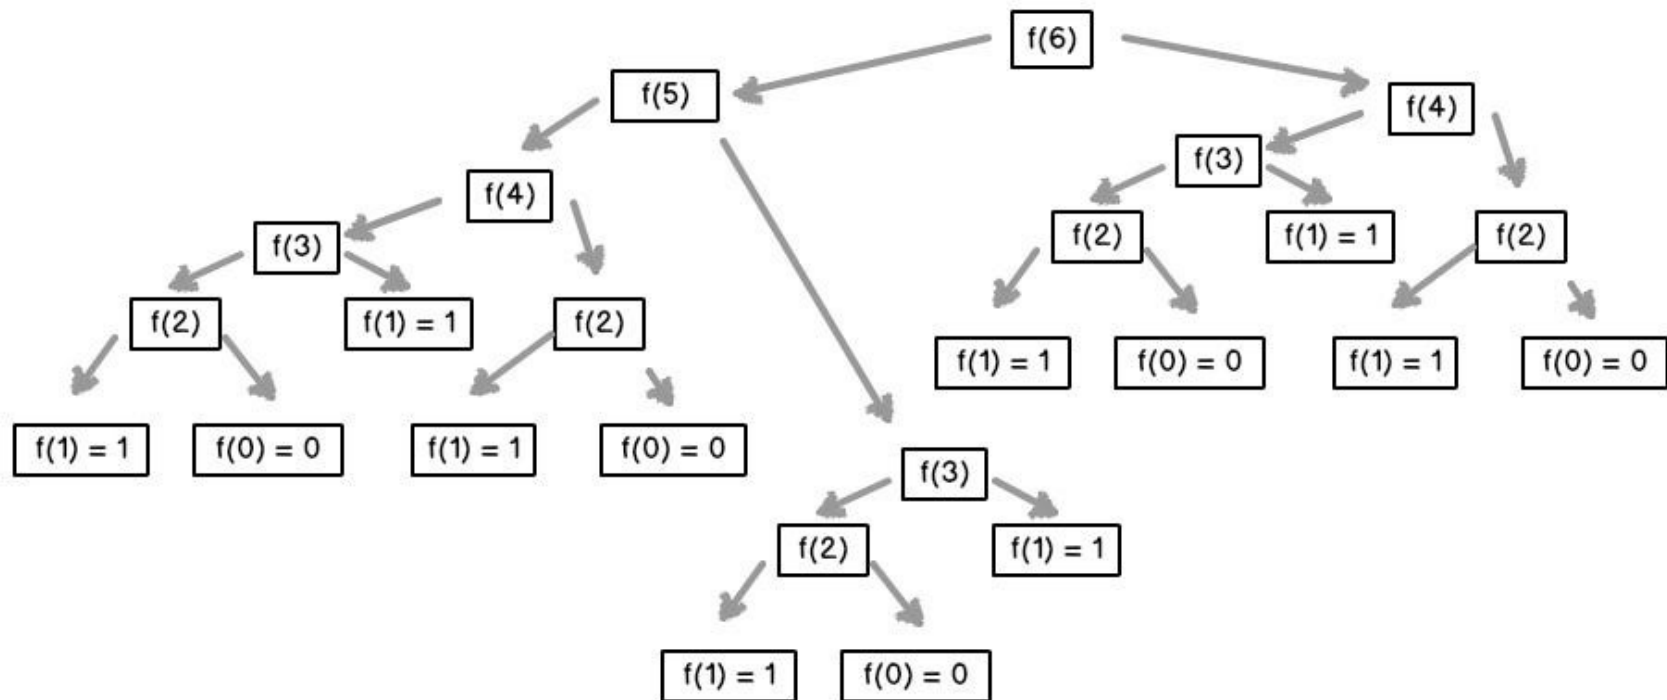 f(6)
f(5)
f(4)
f(3)
f(4)
f(2)
f(1) = 1
f(2)
f(3)
f(2)
f(1) = 1
f(2)
f(1) = 1
f(0) = 0
f(1) = 1
f(0) = 0
f(1) = 1
f(0) = 0
f(1) = 1
f(0) = 0
f(3)
f(2)
f(1) = 1
f(1) = 1
f(0) = 0